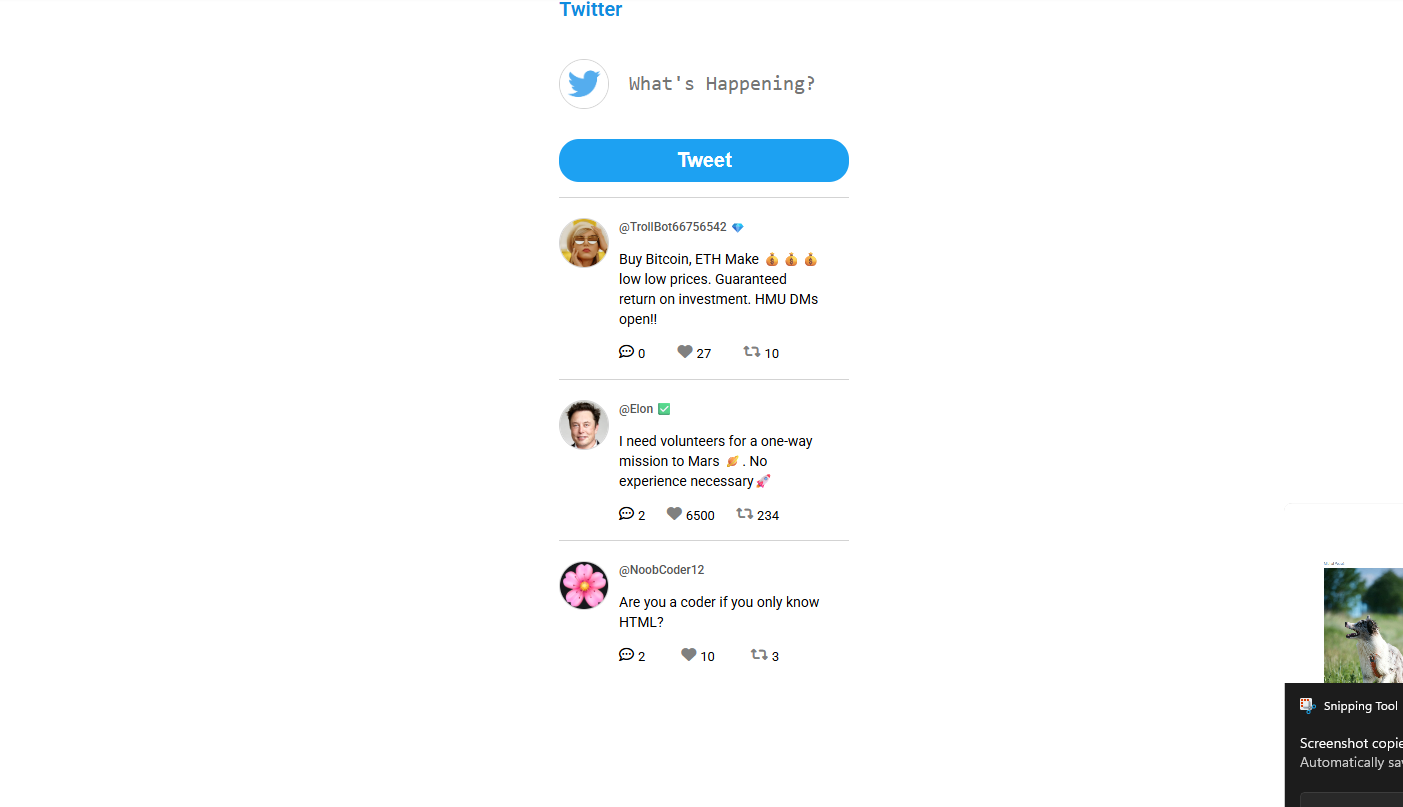 Twitter
What's Happening?
Tweet
@TrollBot66756542 💎
Buy Bitcoin, ETH Make 💰 💰 💰
low low prices. Guaranteed
return on investment. HMU DMs
open!!
0 27 10
@Elon ✅
I need volunteers for a one-way
mission to Mars 🪐 . No
experience necessary🚀
2 6500 234
@NoobCoder12
Are you a coder if you only know
HTML?
2 10 3
Snipping Tool
Screenshot copie
Automatically sav